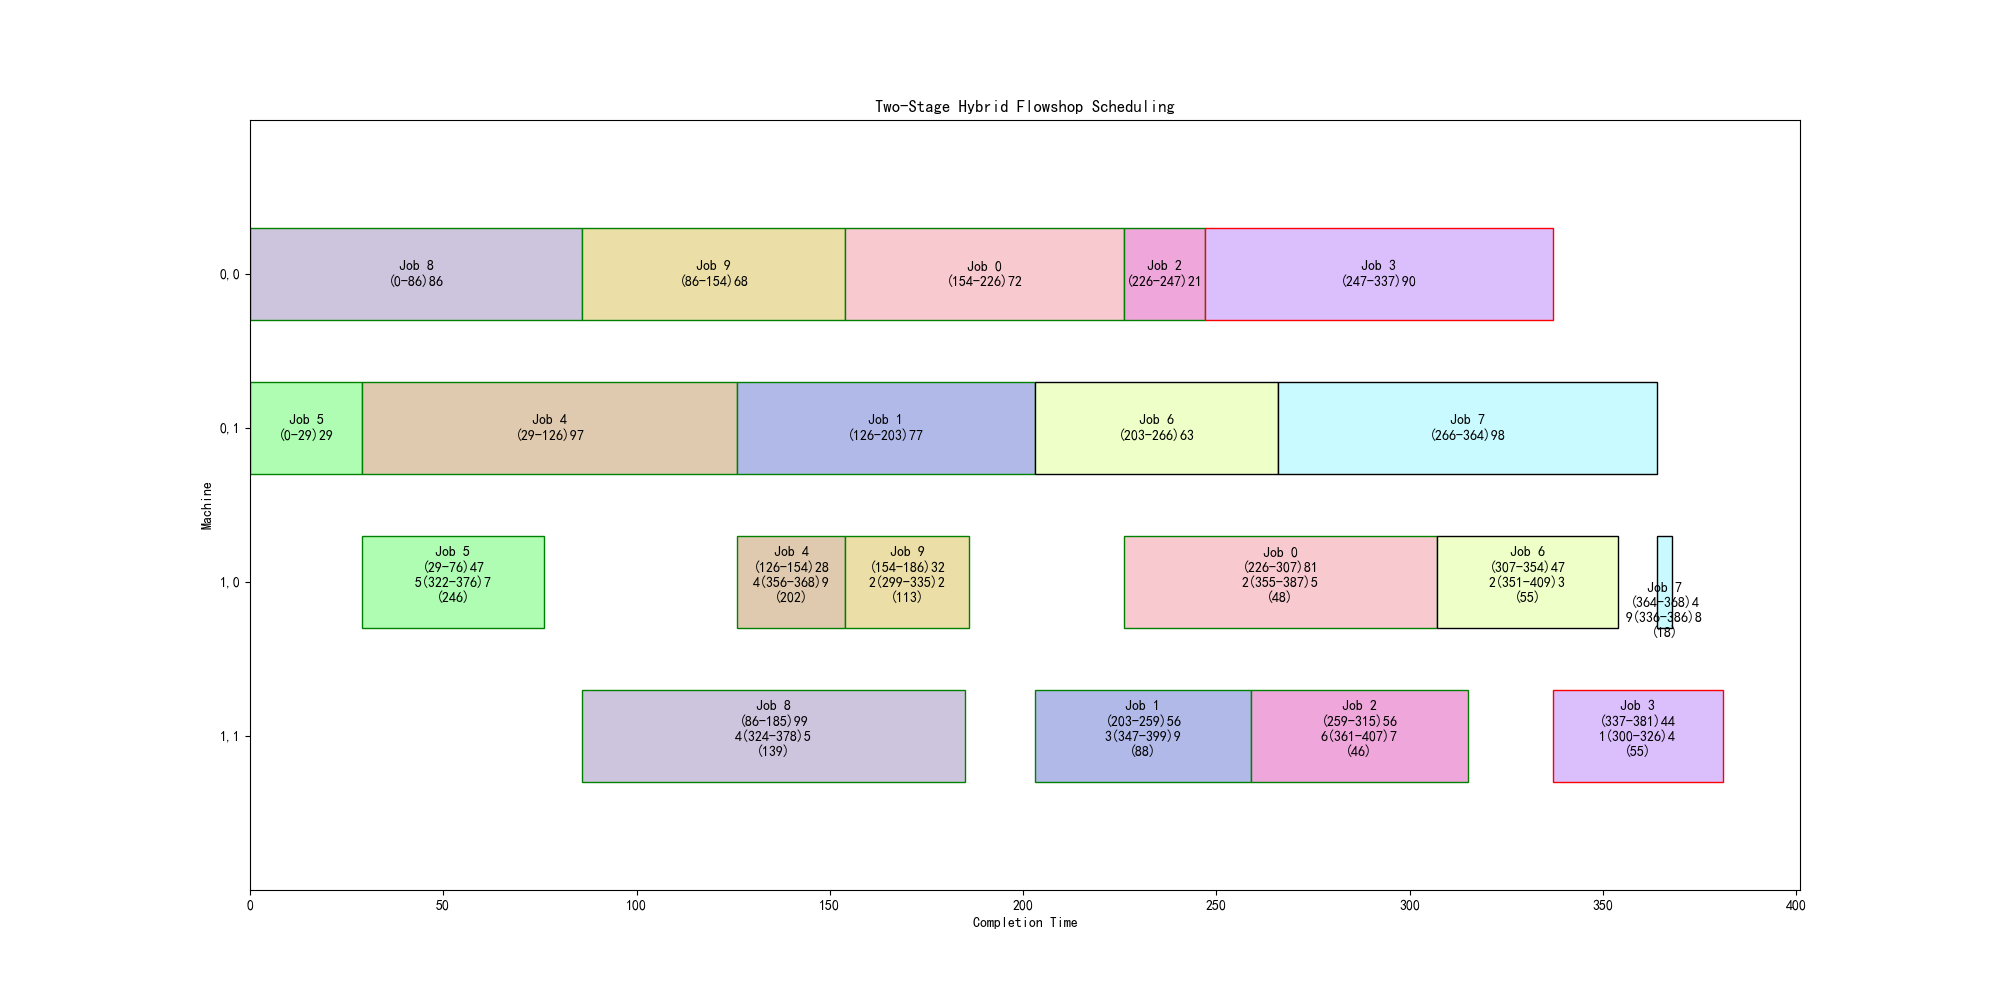 Two-Stage Hybrid Flowshop Scheduling
0,0
Job 8
(0-86)86
Job 9
(86-154)68
Job 0
(154-226)72
Job 2
(226-247)21
Job 3
(247-337)90
0,1
Job 5
(0-29)29
Job 4
(29-126)97
Job 1
(126-203)77
Job 6
(203-266)63
Job 7
(266-364)98
Machine
1,0
Job 5
(29-76)47
5(322-376)7
(246)
Job 4
(126-154)28
4(356-368)9
(202)
Job 9
(154-186)32
2(299-335)2
(113)
Job 0
(226-307)81
2(355-387)5
(48)
Job 6
(307-354)47
2(351-409)3
(55)
Job 7
(364-368)4
9(336-386)8
(18)
1,1
Job 8
(86-185)99
4(324-378)5
(139)
Job 1
(203-259)56
3(347-399)9
(88)
Job 2
(259-315)56
6(361-407)7
(46)
Job 3
(337-381)44
1(300-326)4
(55)
0
50
100
150
200
250
300
350
400
Completion Time